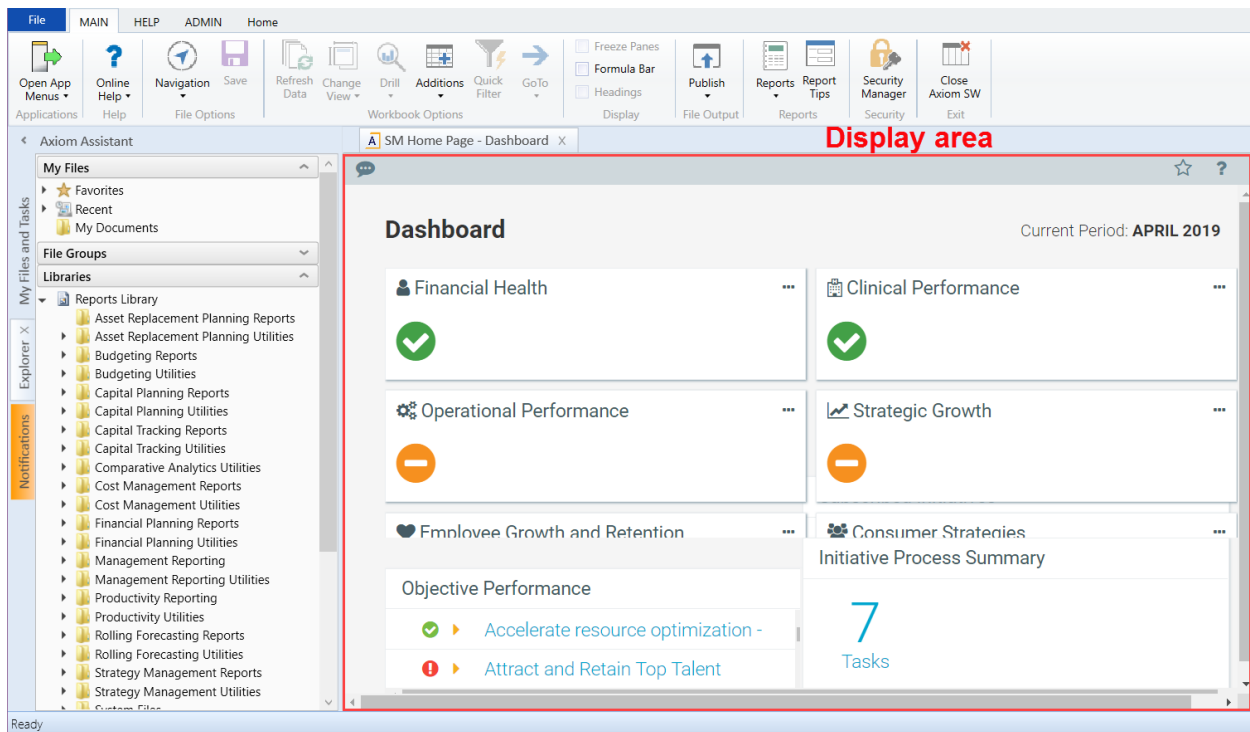 File MAIN HELP ADMIN Home
Open App Menus
Online Help
Navigation
Save
Refresh Data
Change View
Drill
Additions
Quick Filter
GoTo
Freeze Panes
Formula Bar
Headings
Publish
Reports
Report Tips
Security Manager
Close Axiom SW
Applications Help File Options Workbook Options Display File Output Reports Security Exit
Axiom Assistant
A SM Home Page - Dashboard X
Display area
My Files and Tasks
Explorer X
Notifications
My Files
Favorites
Recent
My Documents
File Groups
Libraries
Reports Library
Asset Replacement Planning Reports
Asset Replacement Planning Utilities
Budgeting Reports
Budgeting Utilities
Capital Planning Reports
Capital Planning Utilities
Capital Tracking Reports
Capital Tracking Utilities
Comparative Analytics Utilities
Cost Management Reports
Cost Management Utilities
Financial Planning Reports
Financial Planning Utilities
Management Reporting
Management Reporting Utilities
Productivity Reporting
Productivity Utilities
Rolling Forecasting Reports
Rolling Forecasting Utilities
Strategy Management Reports
Strategy Management Utilities
System Files
?
Dashboard
Current Period: APRIL 2019
Financial Health
Clinical Performance
Operational Performance
Strategic Growth
Employee Growth and Retention
Consumer Strategies
Objective Performance
Accelerate resource optimization -
Attract and Retain Top Talent
Initiative Process Summary
7
Tasks
Ready